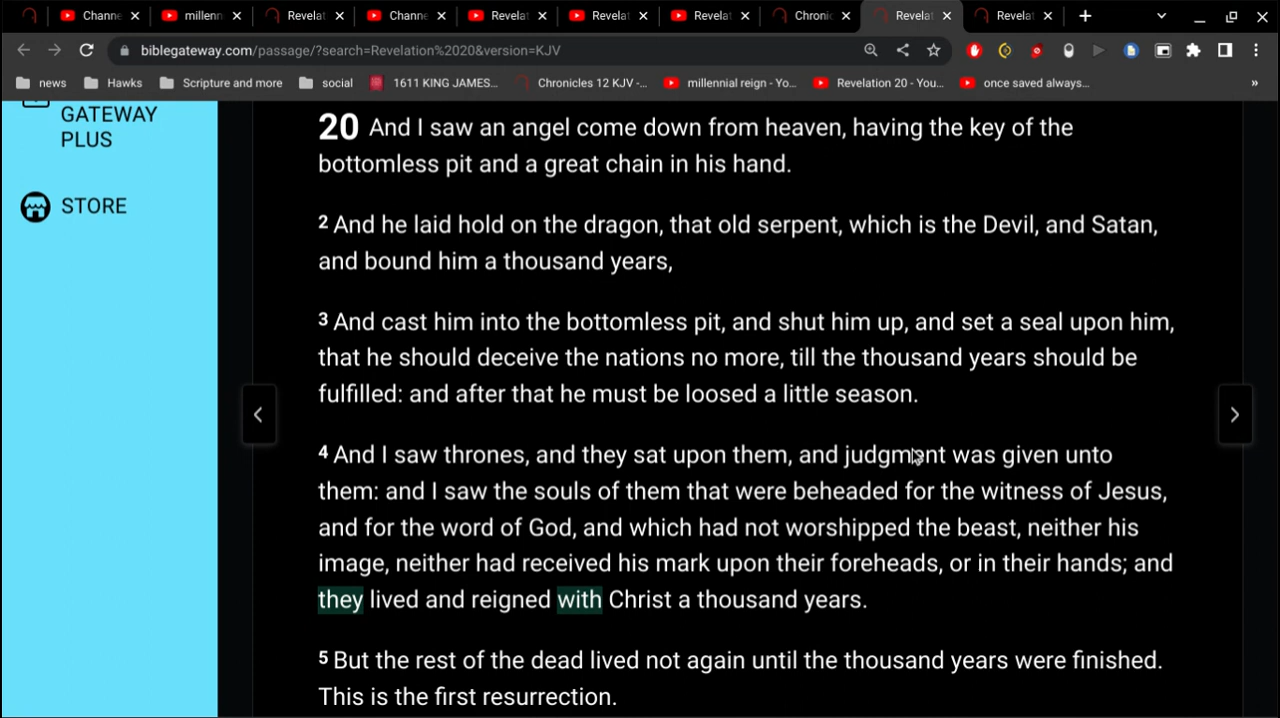 Channe
millenn
Revelat
Channe
Revelat
Revelat
Revelat
Chronic
Revelat
Revelat
biblegateway.com/passage/?search=Revelation%2020&version=KJV
news
Hawks
Scripture and more
social
1611 KING JAMES...
Chronicles 12 KJV -...
millennial reign - Yo...
Revelation 20 - You...
once saved always...
»
GATEWAY
PLUS
STORE
20 And I saw an angel come down from heaven, having the key of the
bottomless pit and a great chain in his hand.
2 And he laid hold on the dragon, that old serpent, which is the Devil, and Satan,
and bound him a thousand years,
3 And cast him into the bottomless pit, and shut him up, and set a seal upon him,
that he should deceive the nations no more, till the thousand years should be
fulfilled: and after that he must be loosed a little season.
4 And I saw thrones, and they sat upon them, and judgment was given unto
them: and I saw the souls of them that were beheaded for the witness of Jesus,
and for the word of God, and which had not worshipped the beast, neither his
image, neither had received his mark upon their foreheads, or in their hands; and
they lived and reigned with Christ a thousand years.
5 But the rest of the dead lived not again until the thousand years were finished.
This is the first resurrection.